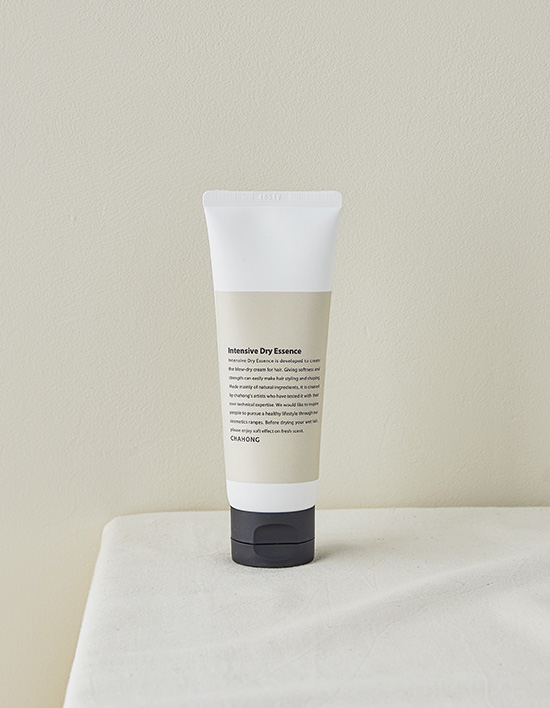 Intensive Dry Essence
Intensive Dry Essence is developed to create
the blow-dry cream for hair. Giving softness and
strength can easily make hair styling and shaping.
Made mainly of natural ingredients. It is created
by chahong's artists who have tested it with their
own technical expertise. We would like to inspire
people to pursue a healthy lifestyle through our
cosmetics ranges. Before drying your wet hair,
please enjoy soft effect on fresh scent.
CHAHONG